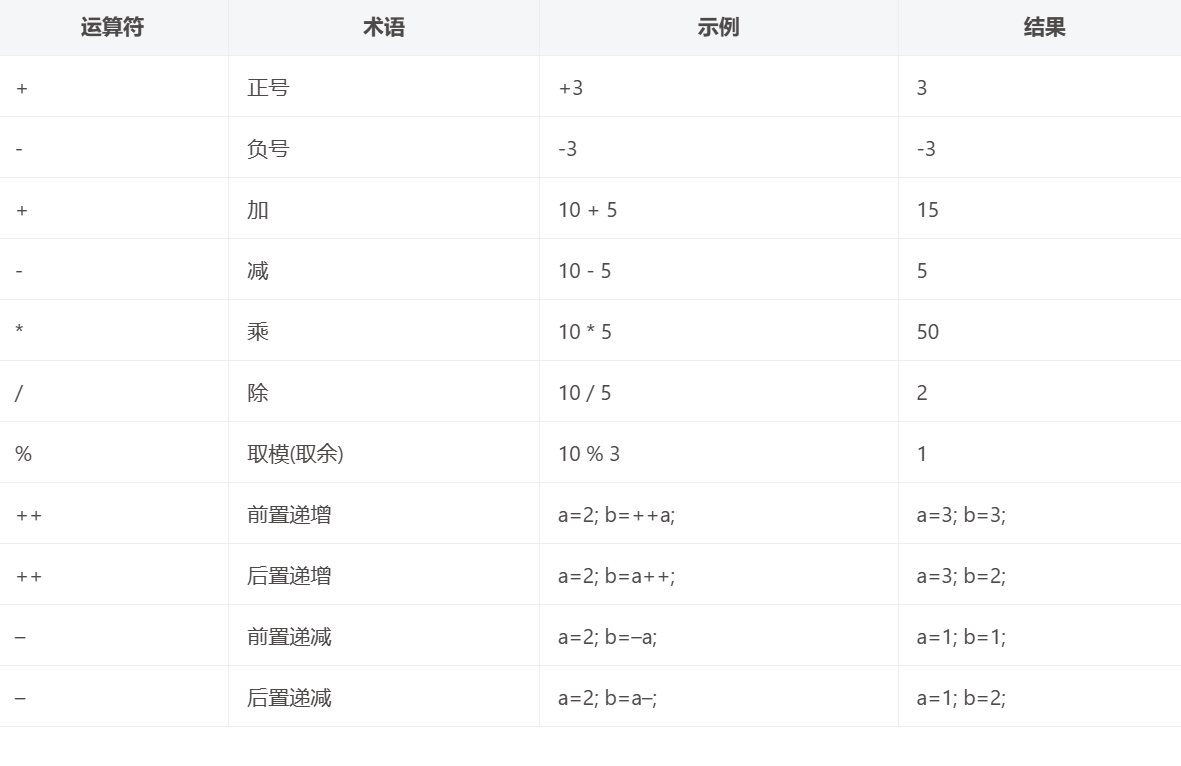 运算符 术语 示例 结果
+ 正号 +3 3
- 负号 -3 -3
+ 加 10 + 5 15
- 减 10 - 5 5
* 乘 10 * 5 50
/ 除 10 / 5 2
% 取模(取余) 10 % 3 1
++ 前置递增 a=2; b=++a; a=3; b=3;
++ 后置递增 a=2; b=a++; a=3; b=2;
– 前置递减 a=2; b=–a; a=1; b=1;
– 后置递减 a=2; b=a–; a=1; b=2;